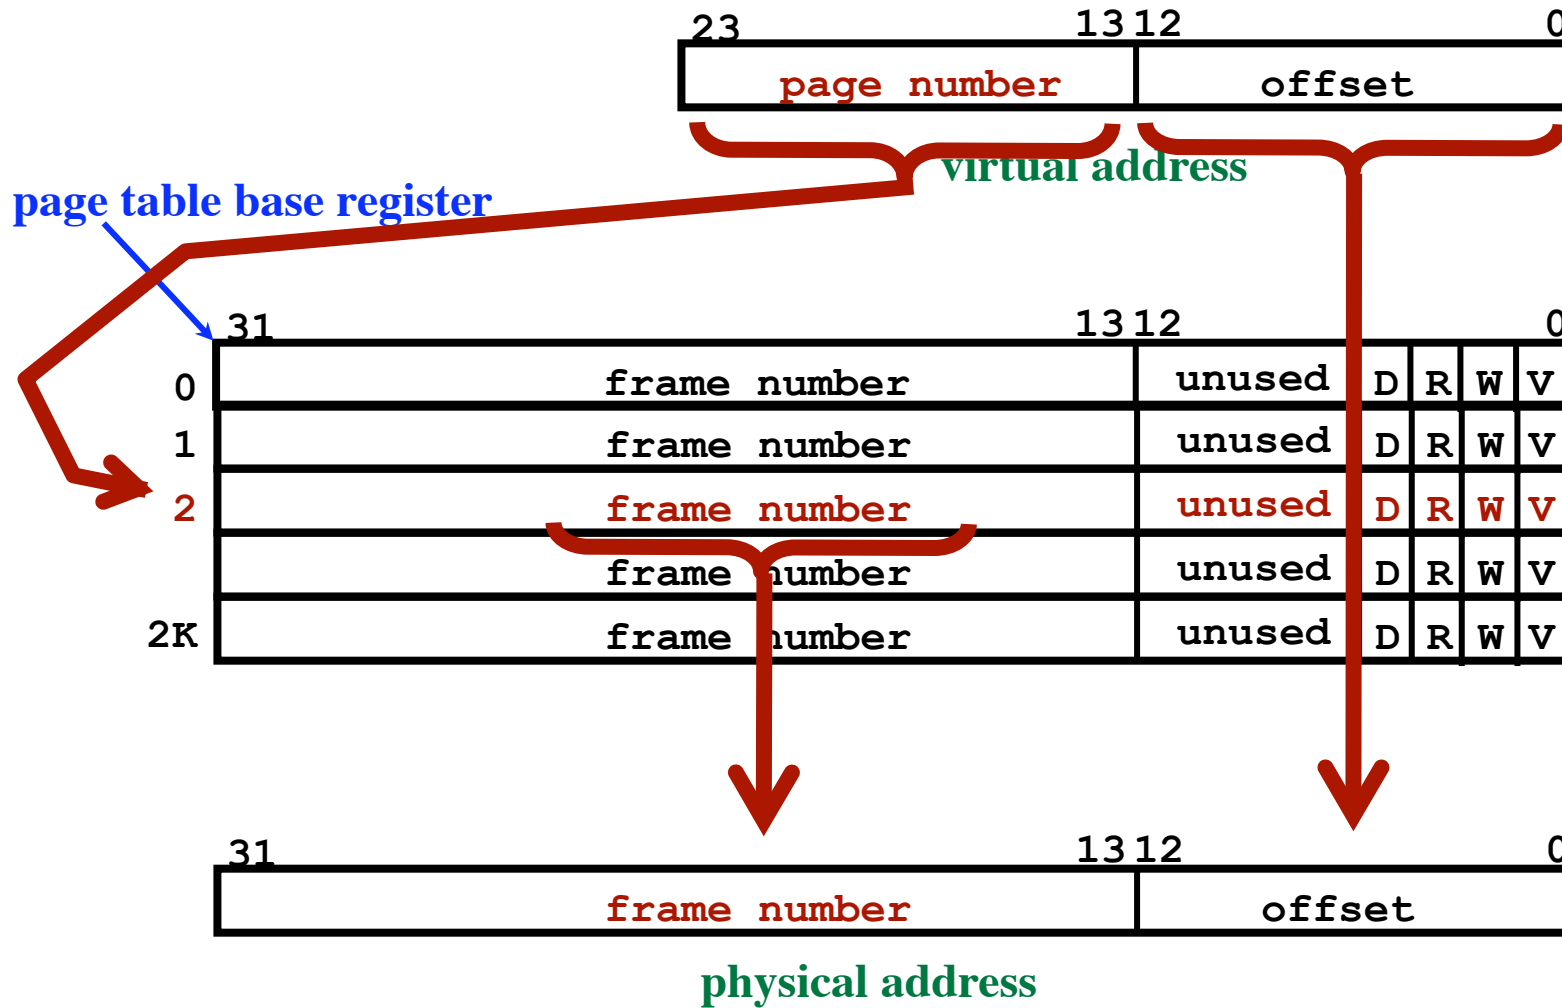 23 13 12 0
page number offset
virtual address
page table base register
31 13 12 0
0 frame number unused D R W V
1 frame number unused D R W V
2 frame number unused D R W V
frame number unused D R W V
2K frame number unused D R W V
31 13 12 0
frame number offset
physical address